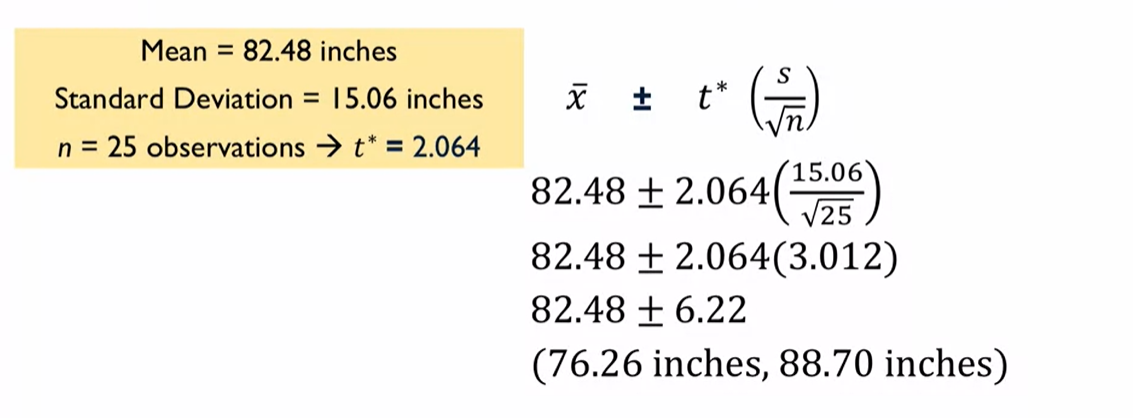 Mean = 82.48 inches
Standard Deviation = 15.06 inches
n = 25 observations → t* = 2.064
x̄ ± t* (s/√n)
82.48 ± 2.064(15.06/√25)
82.48 ± 2.064(3.012)
82.48 ± 6.22
(76.26 inches, 88.70 inches)